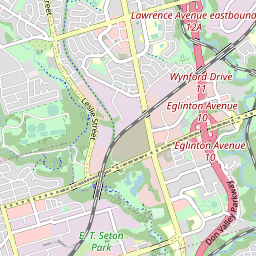 Street
Lawrence Avenue eastbound
12A
Wynford Drive
11
Leslie Street
Eglinton Avenue
10
Eglinton Avenue
10
Don Valley Parkway
E. T. Seton
Park